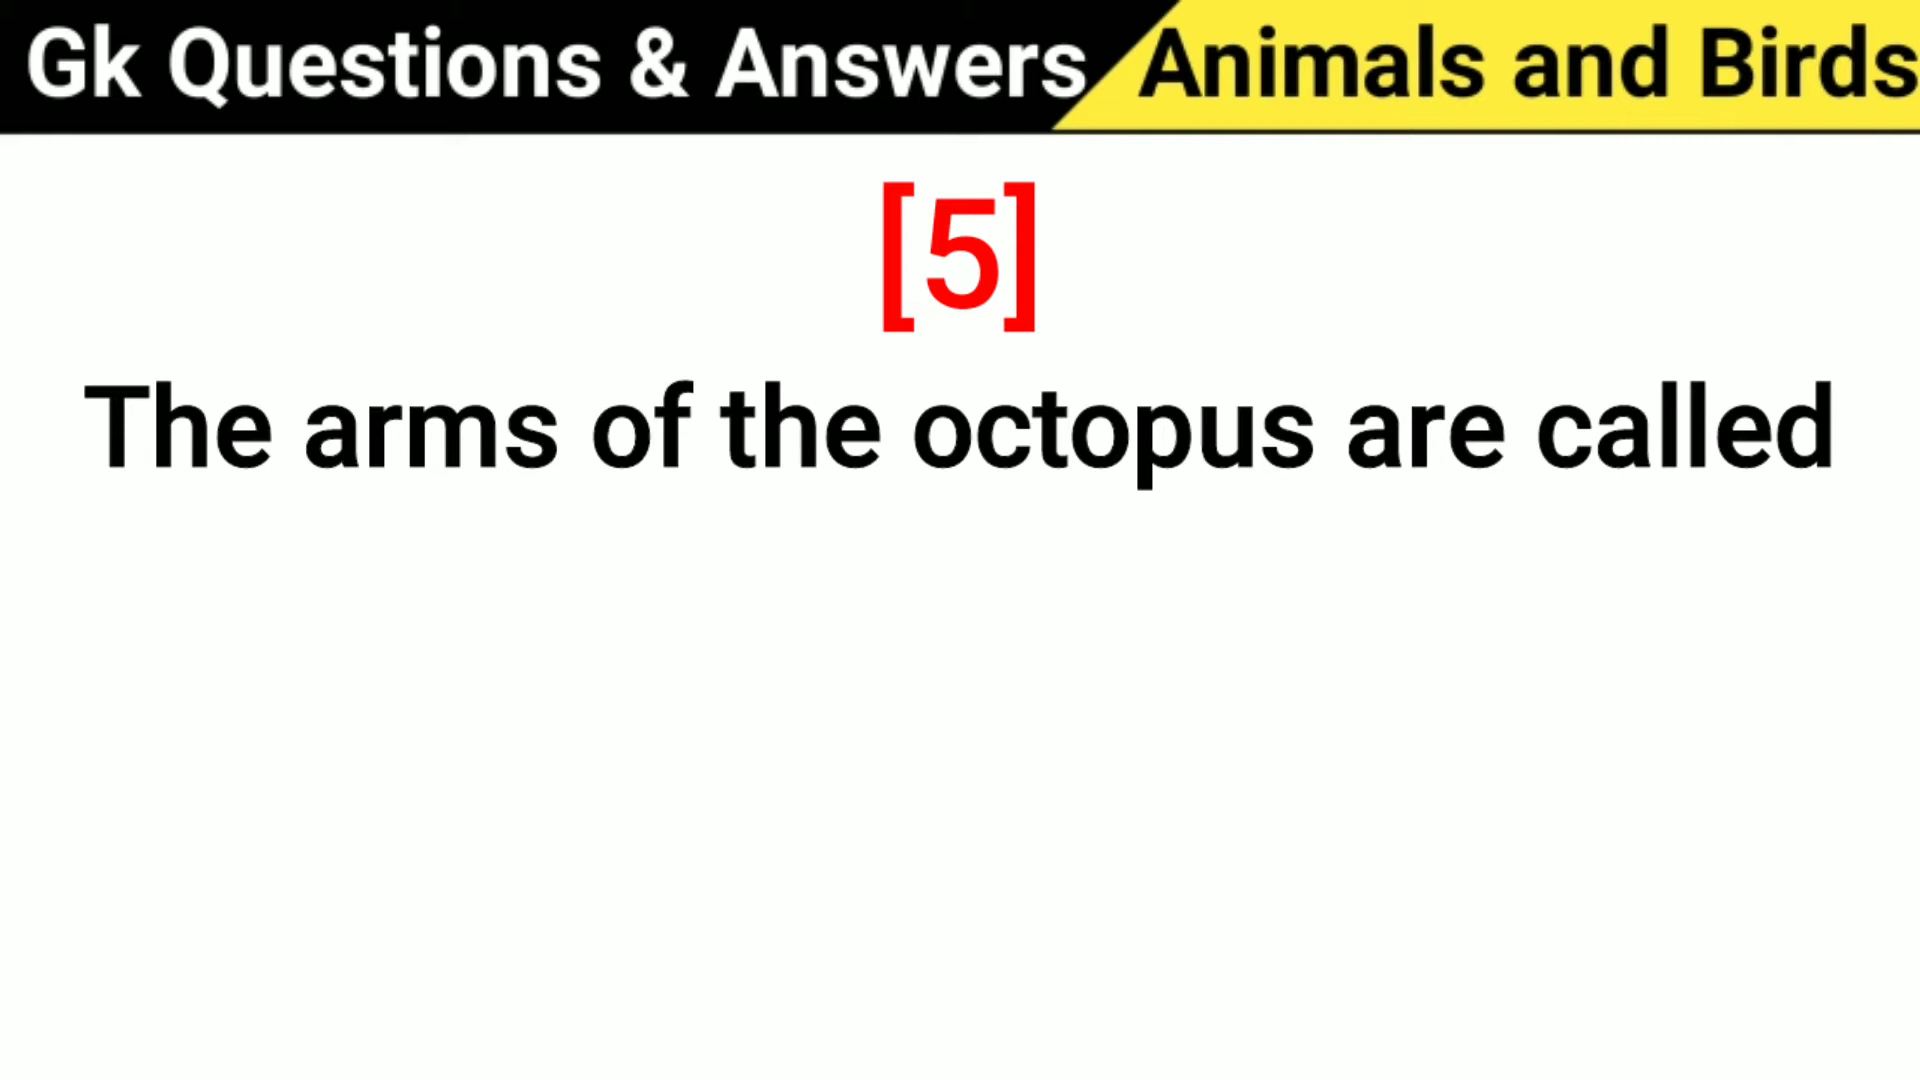 Gk Questions & Answers Animals and Birds
[5]
The arms of the octopus are called